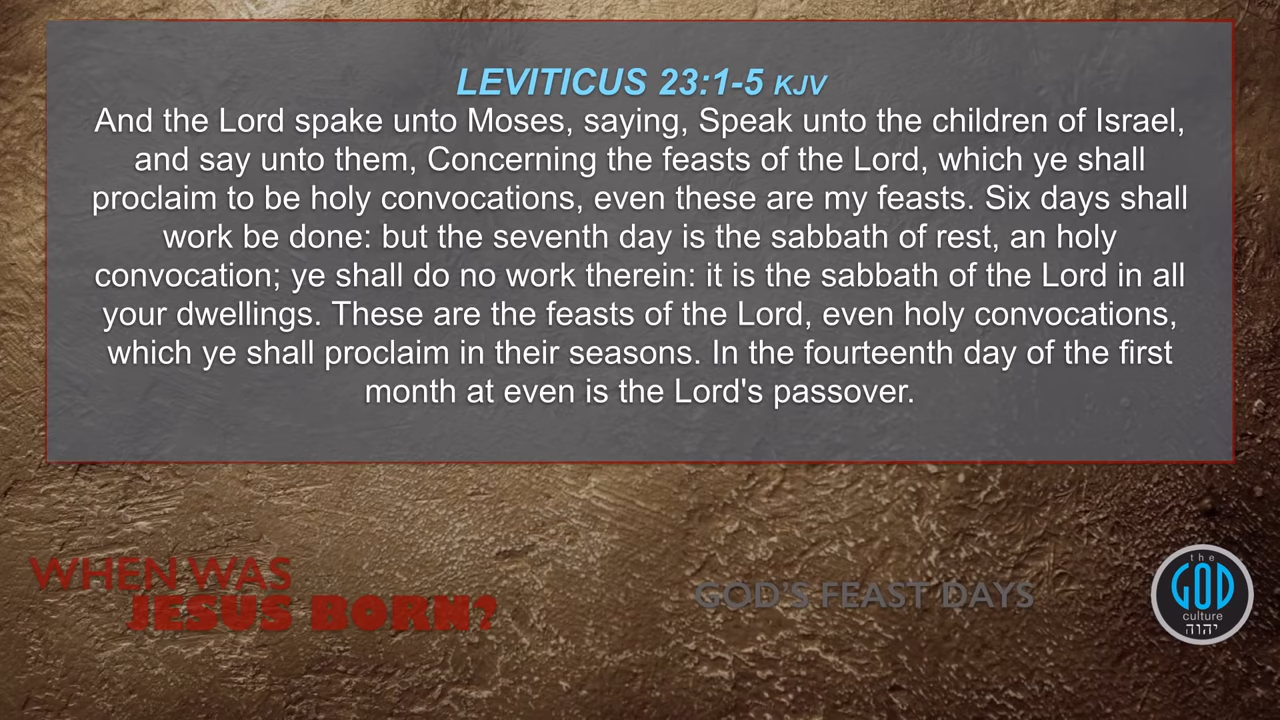 LEVITICUS 23:1-5 KJV
And the Lord spake unto Moses, saying, Speak unto the children of Israel,
and say unto them, Concerning the feasts of the Lord, which ye shall
proclaim to be holy convocations, even these are my feasts. Six days shall
work be done: but the seventh day is the sabbath of rest, an holy
convocation; ye shall do no work therein: it is the sabbath of the Lord in all
your dwellings. These are the feasts of the Lord, even holy convocations,
which ye shall proclaim in their seasons. In the fourteenth day of the first
month at even is the Lord's passover.
WHEN WAS
JESUS BORN?
GOD'S FEAST DAYS
the
GOD
culture
יהוה